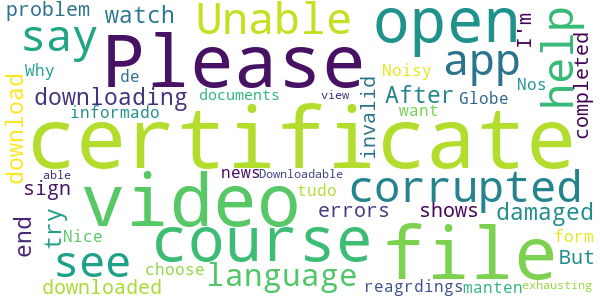 problem watch Unable open I'm help
say Please app completed
Why de
downloading documents view After Globe Noisy Nos
download informado invalid want
certificate
video corrupted
sign news Downloadable able
end try tudo errors shows damaged
Nice course file But
see choose language form
downloaded reagrdings manten exhausting